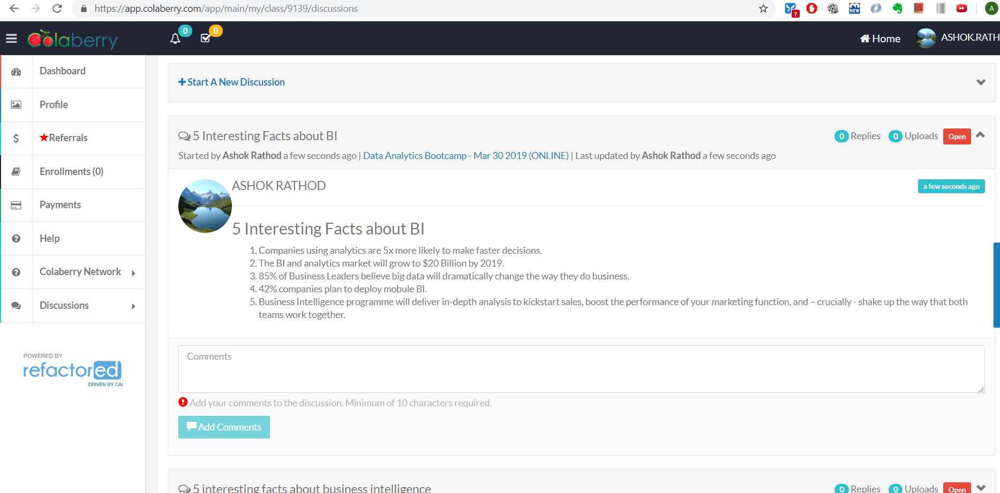 https://app.colaberry.com/app/main/my/class/9139/discussions
?
NEW
A
Colaberry
0
0
Home
ASHOK.RATH
Dashboard
Profile
Referrals
Enrollments (0)
Payments
Help
Colaberry Network
Discussions
POWERED BY
refactored
DRIVEN BY CAI
Start A New Discussion
5 Interesting Facts about BI
0 Replies 0 Uploads Open
Started by Ashok Rathod a few seconds ago | Data Analytics Bootcamp - Mar 30 2019 (ONLINE) | Last updated by Ashok Rathod a few seconds ago
ASHOK RATHOD
a few seconds ago
5 Interesting Facts about BI
1. Companies using analytics are 5x more likely to make faster decisions.
2. The BI and analytics market will grow to $20 Billion by 2019.
3. 85% of Business Leaders believe big data will dramatically change the way they do business.
4. 42% companies plan to deploy mobule BI.
5. Business Intelligence programme will deliver in-depth analysis to kickstart sales, boost the performance of your marketing function, and – crucially - shake up the way that both
teams work together.
Comments
Add your comments to the discussion. Minimum of 10 characters required.
Add Comments
5 interesting facts about business intelligence
0 Replies 0 Uploads Open